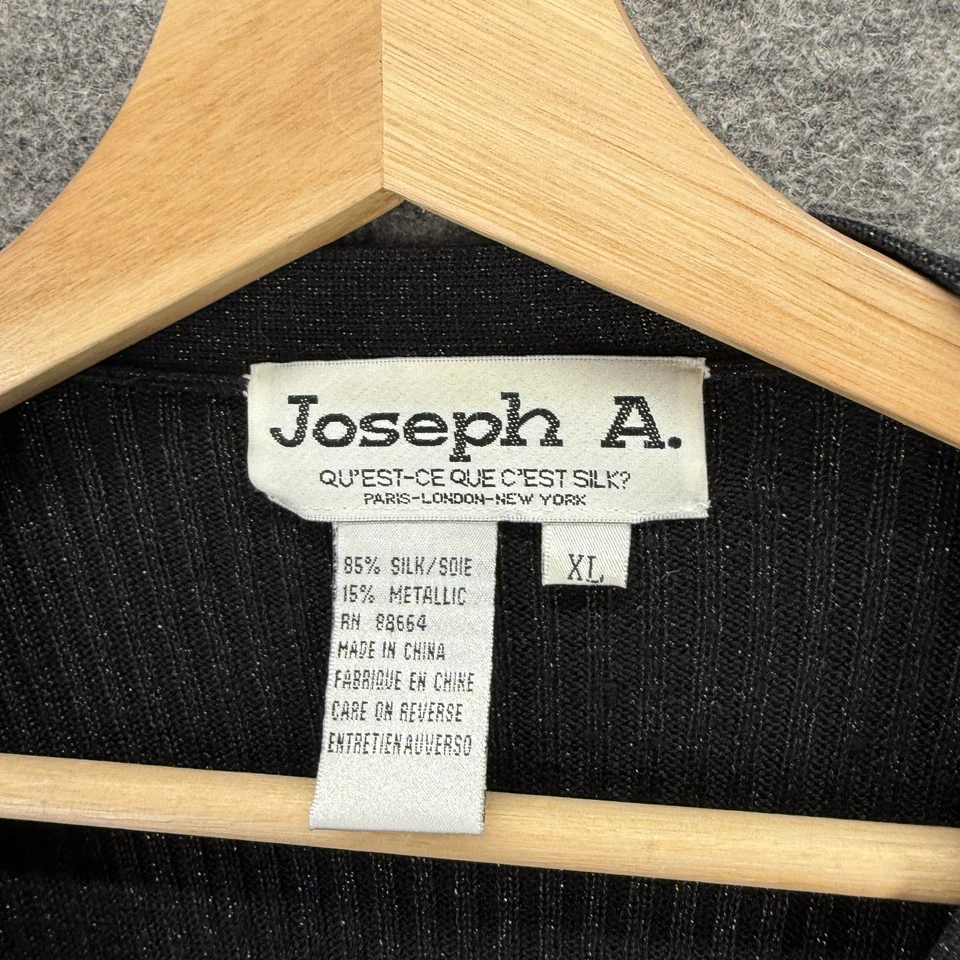 Joseph A.
QU'EST-CE QUE C'EST SILK?
PARIS-LONDON-NEW YORK
XL
85% SILK/SOIE
15% METALLIC
RN 88664
MADE IN CHINA
FABRIQUE EN CHINE
CARE ON REVERSE
ENTRETIEN AU VERSO